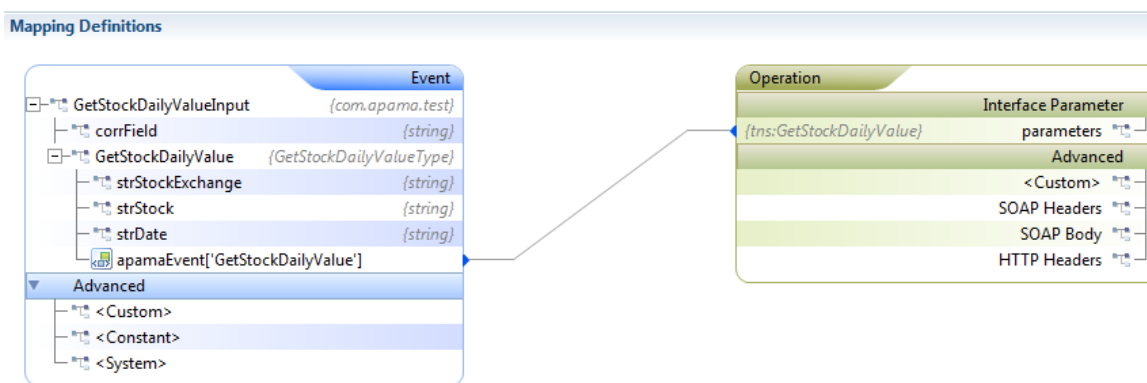 Mapping Definitions
Event
GetStockDailyValueInput {com.apama.test}
corrField {string}
GetStockDailyValue {GetStockDailyValueType}
strStockExchange {string}
strStock {string}
strDate {string}
apamaEvent['GetStockDailyValue']
Advanced
<Custom>
<Constant>
<System>
Operation
Interface Parameter
{tns:GetStockDailyValue} parameters
Advanced
<Custom>
SOAP Headers
SOAP Body
HTTP Headers